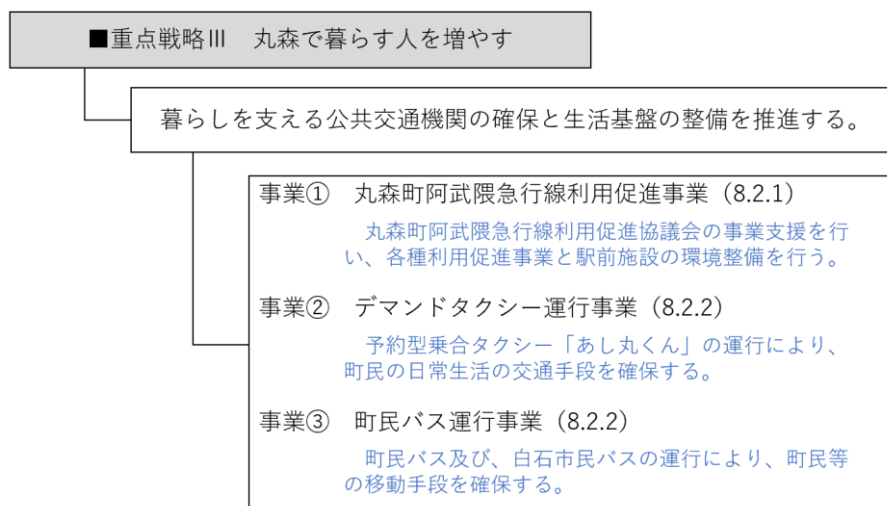 ■重点戦略Ⅲ 丸森で暮らす人を増やす
暮らしを支える公共交通機関の確保と生活基盤の整備を推進する。
事業① 丸森町阿武隈急行線利用促進事業（8.2.1）
丸森町阿武隈急行線利用促進協議会の事業支援を行
い、各種利用促進事業と駅前施設の環境整備を行う。
事業② デマンドタクシー運行事業（8.2.2）
予約型乗合タクシー「あし丸くん」の運行により、
町民の日常生活の交通手段を確保する。
事業③ 町民バス運行事業（8.2.2）
町民バス及び、白石市民バスの運行により、町民等
の移動手段を確保する。